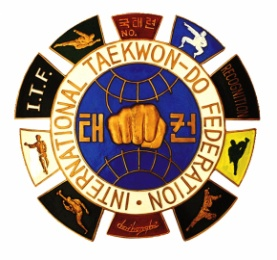 국태련
NO.
I.T.F.
RECOGNITION
INTERNATIONAL TAEKWON-DO FEDERATION
태 권